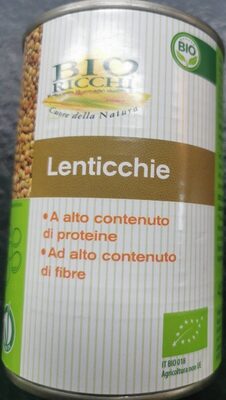 BIO
BIO
RICCHI
Cuore della Natura
Lenticchie
• A alto contenuto
di proteine
• Ad alto contenuto
di fibre
IT BIO 018
Agricoltura non UE